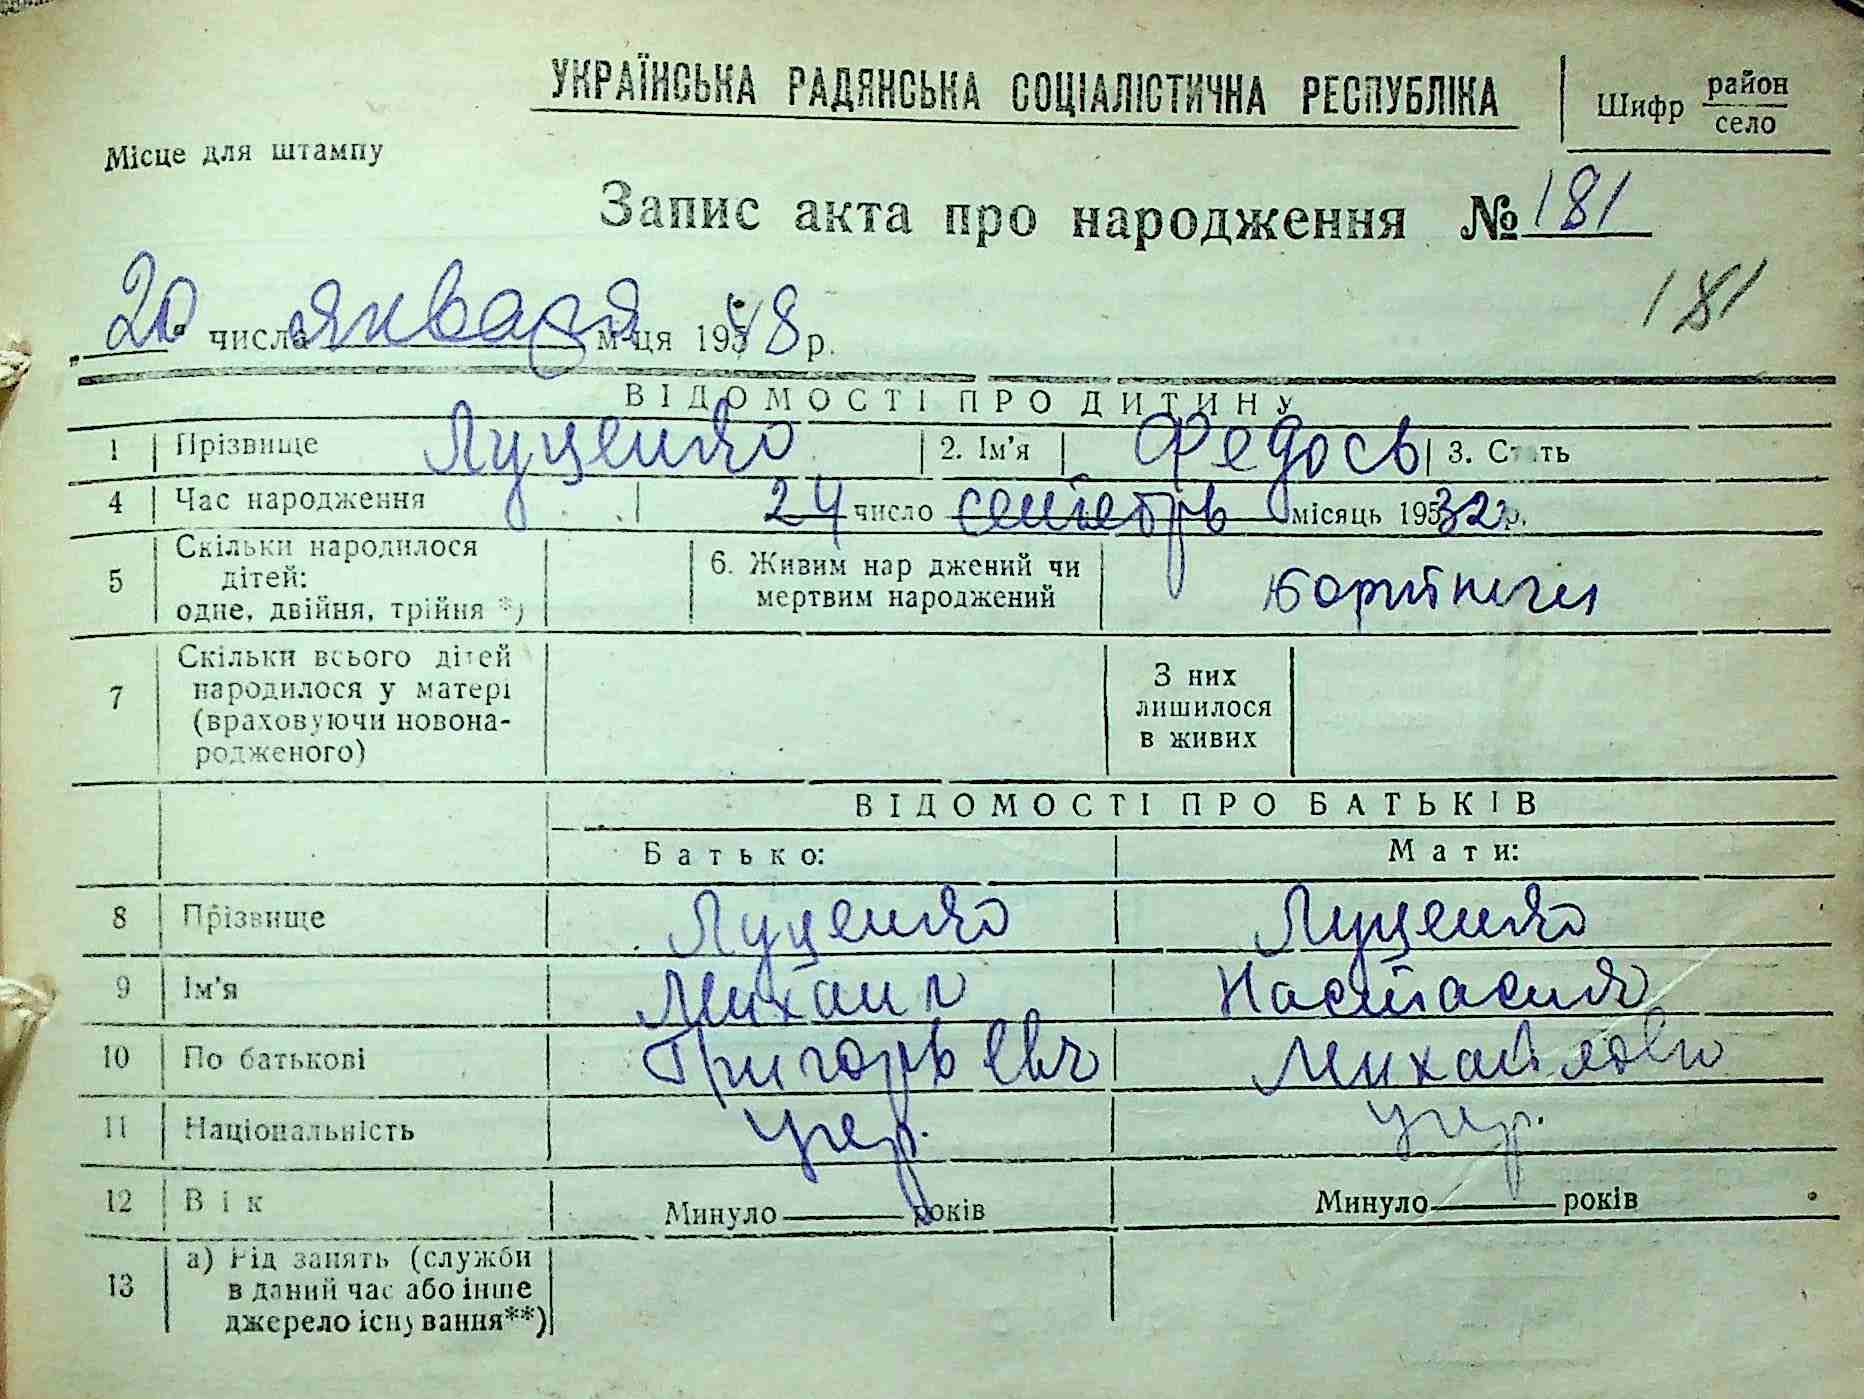 УКРАЇНСЬКА РАДЯНСЬКА СОЦІАЛІСТИЧНА РЕСПУБЛІКА
Шифр район
село
Місце для штампу
Запис акта про народження № 181
181
„ 20 " числа января м ця 1948 р.
ВІДОМОСТІ ПРО ДИТИНУ
1 Прізвище Луценко 2. Ім'я Федось 3. Стать
4 Час народження 24 число сентябрь місяць 1932 р.
5 Скільки народилося дітей: одне, двійня, трійня *)
6. Живим нар джений чи мертвим народжений Бортничи
7 Скільки всього дітей народилося у матері (враховуючи новонародженого)
З них лишилося в живих
ВІДОМОСТІ ПРО БАТЬКІВ
Батько: Мати:
8 Прізвище Луценко Луценко
9 Ім'я Михаил Настасия
10 По батькові Григорьевич Михайловн
11 Національність укр. укр.
12 Вік Минуло років Минуло років
13 а) Рід занять (служби
в даний час або інше
джерело існування**)